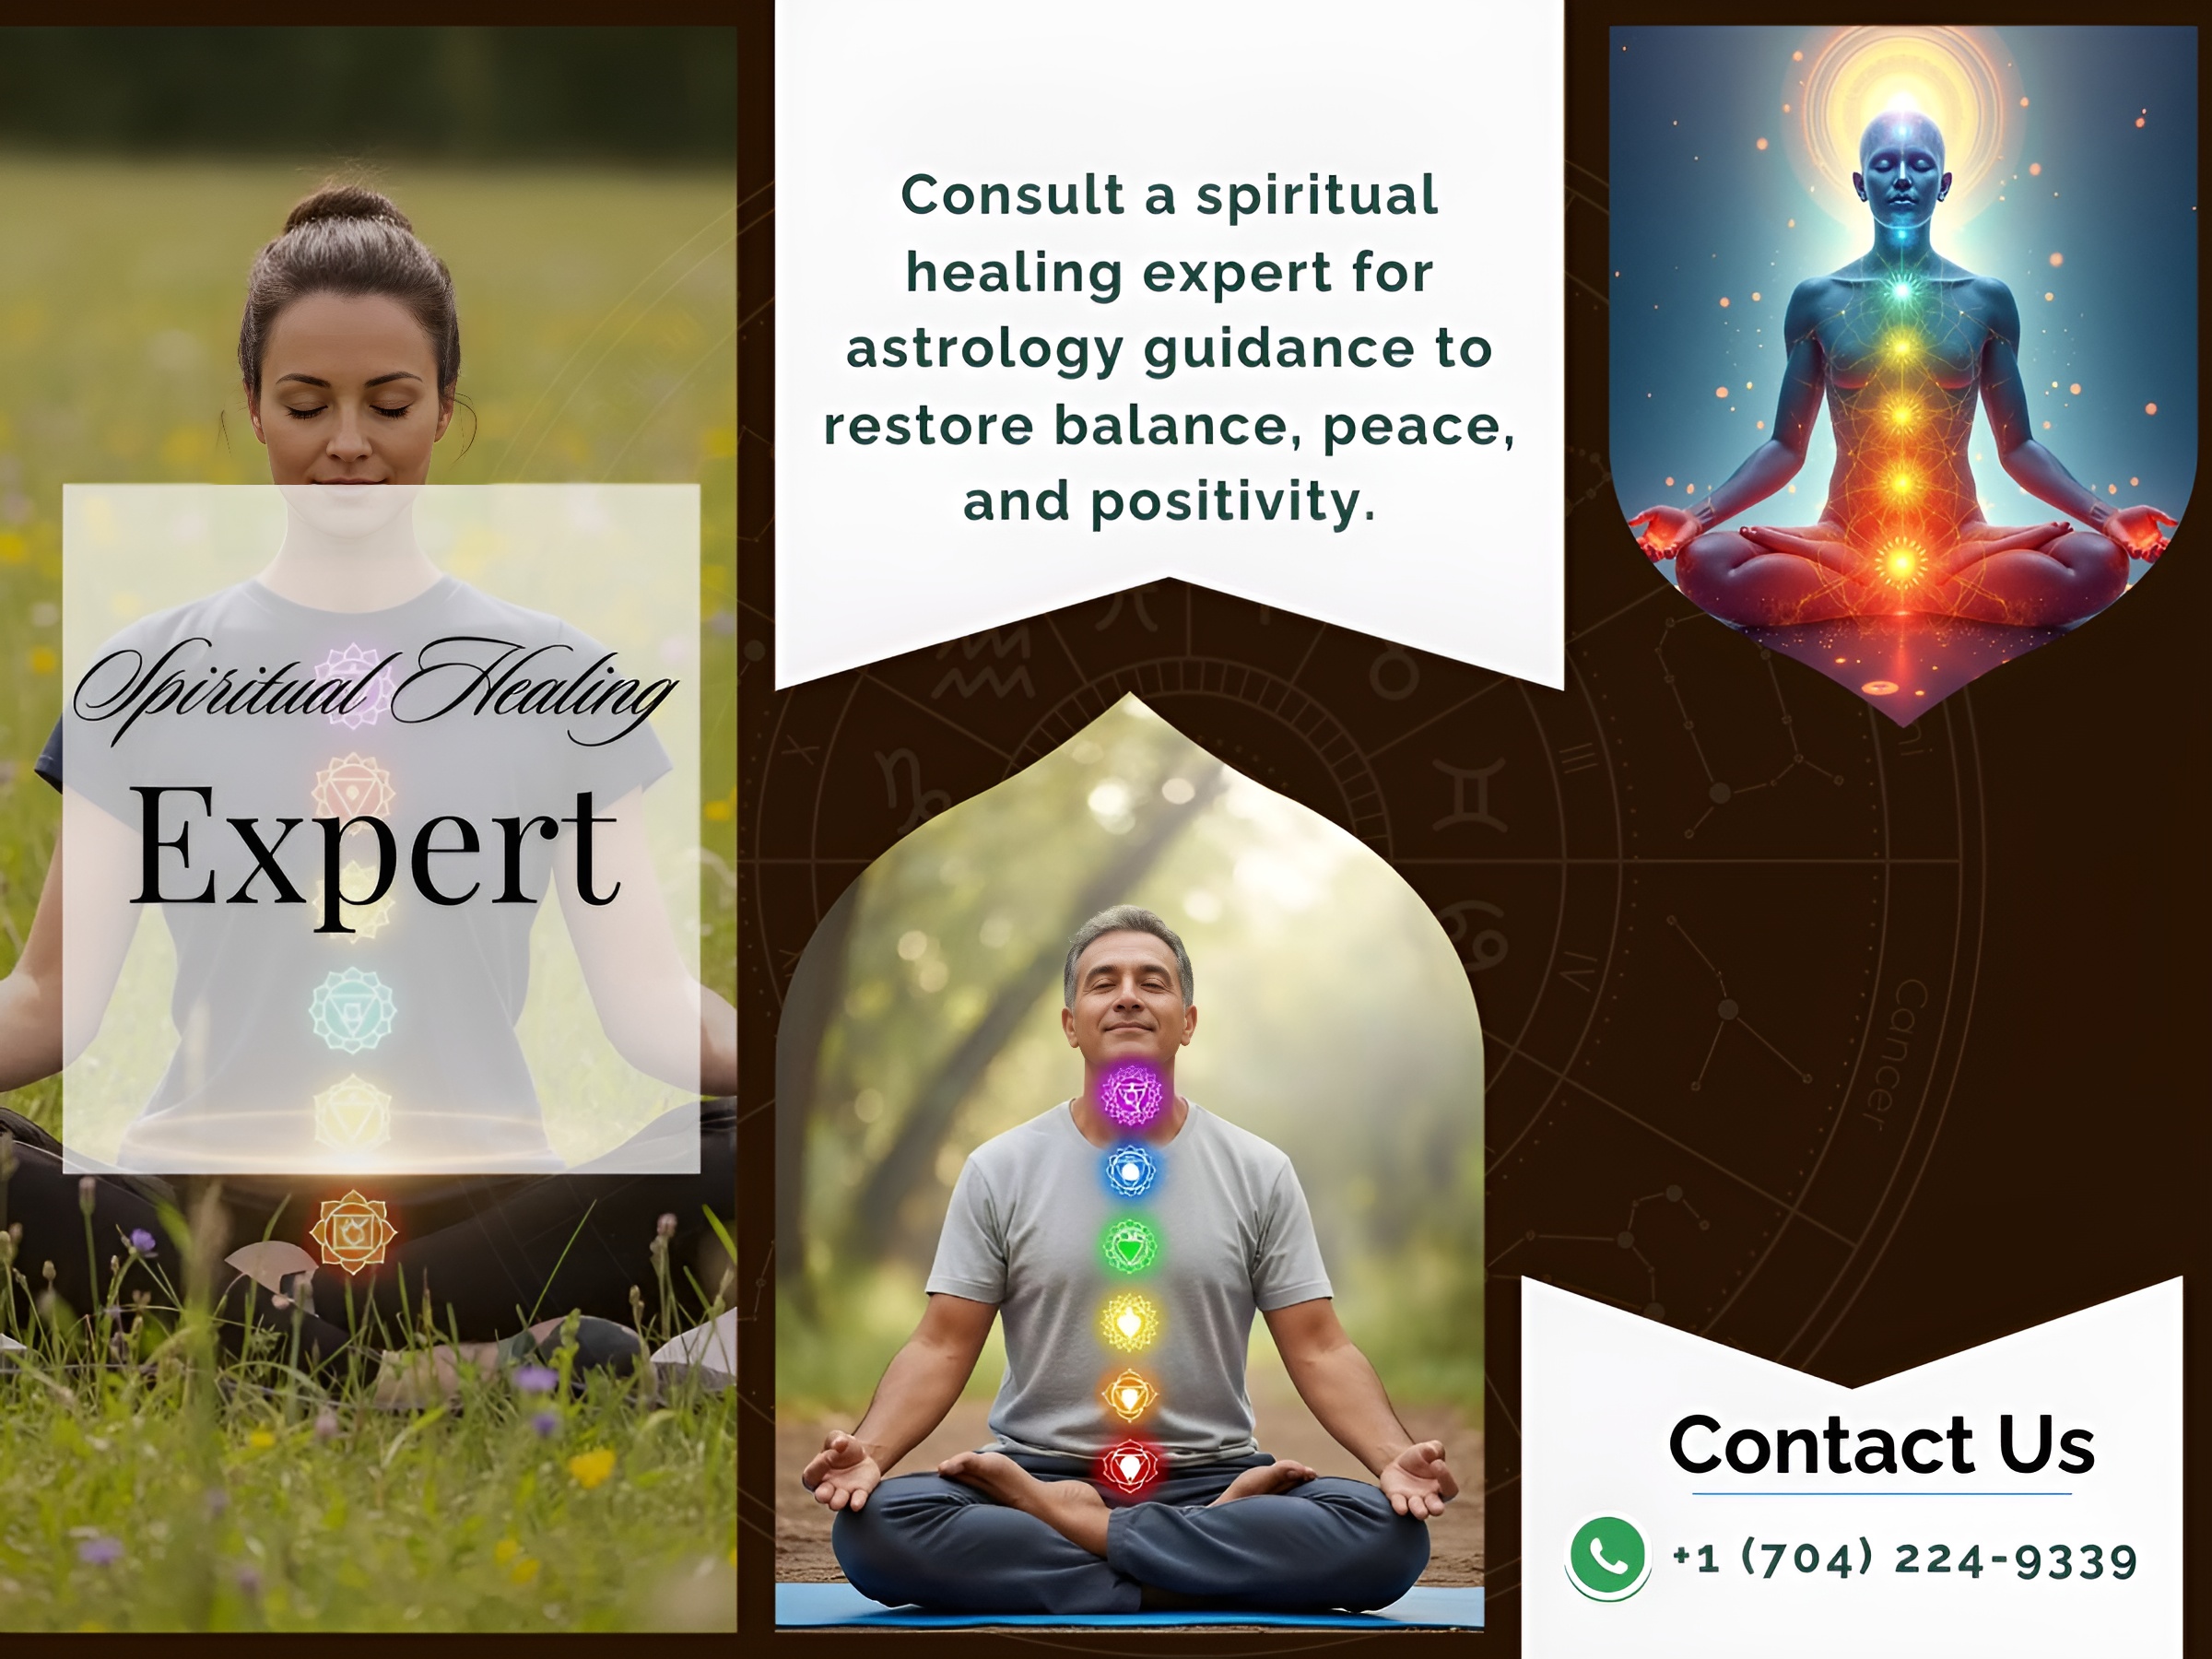 Spiritual Healing
Expert
Consult a spiritual
healing expert for
astrology guidance to
restore balance, peace,
and positivity.
Cancer
Contact Us
+1 (704) 224-9339